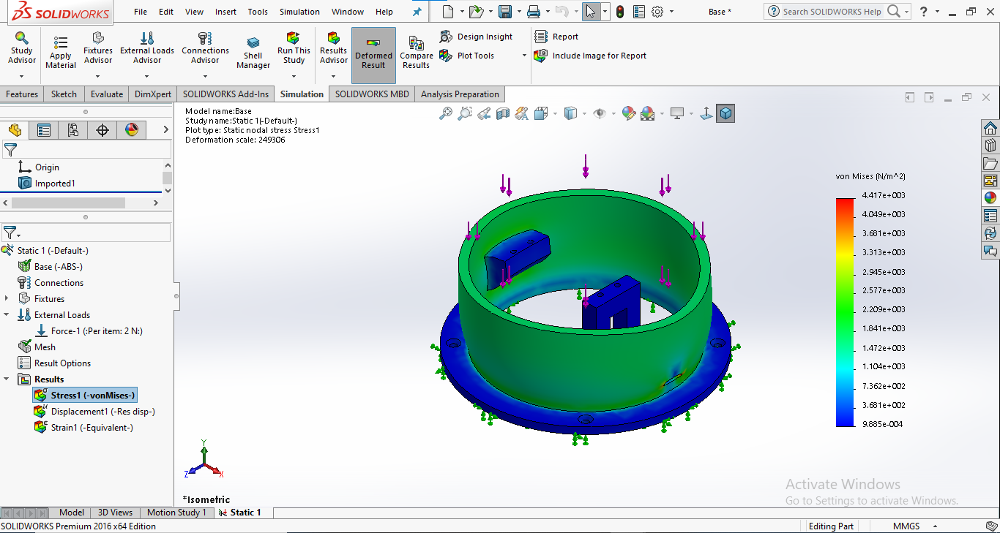 SOLIDWORKS
File Edit View Insert Tools Simulation Window Help
Base *
Search SOLIDWORKS Help
?
Study Advisor
Apply Material
Fixtures Advisor
External Loads Advisor
Connections Advisor
Shell Manager
Run This Study
Results Advisor
Deformed Result
Compare Results
Design Insight
Plot Tools
Report
Include Image for Report
Features Sketch Evaluate DimXpert SOLIDWORKS Add-Ins Simulation SOLIDWORKS MBD Analysis Preparation
Model name:Base
Study name:Static 1(-Default-)
Plot type: Static nodal stress Stress1
Deformation scale: 249306
Origin
Imported1
Static 1 (-Default-)
Base (-ABS-)
Connections
Fixtures
External Loads
Force-1 (:Per item: 2 N:)
Mesh
Result Options
Results
Stress1 (-vonMises-)
Displacement1 (-Res disp-)
Strain1 (-Equivalent-)
von Mises (N/m^2)
4.417e+003
4.049e+003
3.681e+003
3.313e+003
2.945e+003
2.577e+003
2.209e+003
1.841e+003
1.472e+003
1.104e+003
7.362e+002
3.681e+002
9.885e-004
Y
Z
X
*Isometric
Activate Windows
Go to Settings to activate Windows.
Model 3D Views Motion Study 1 Static 1
SOLIDWORKS Premium 2016 x64 Edition
Editing Part
MMGS